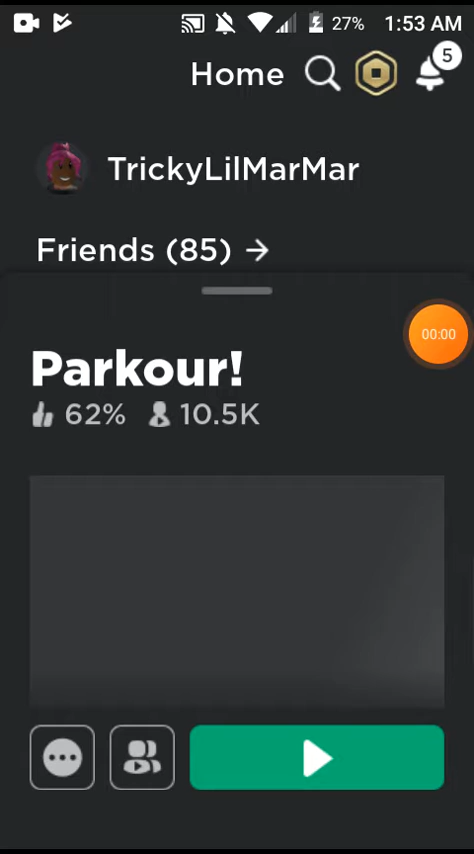 27% 1:53 AM
Home 5
TrickyLilMarMar
Friends (85) →
00:00
Parkour!
62% 10.5K